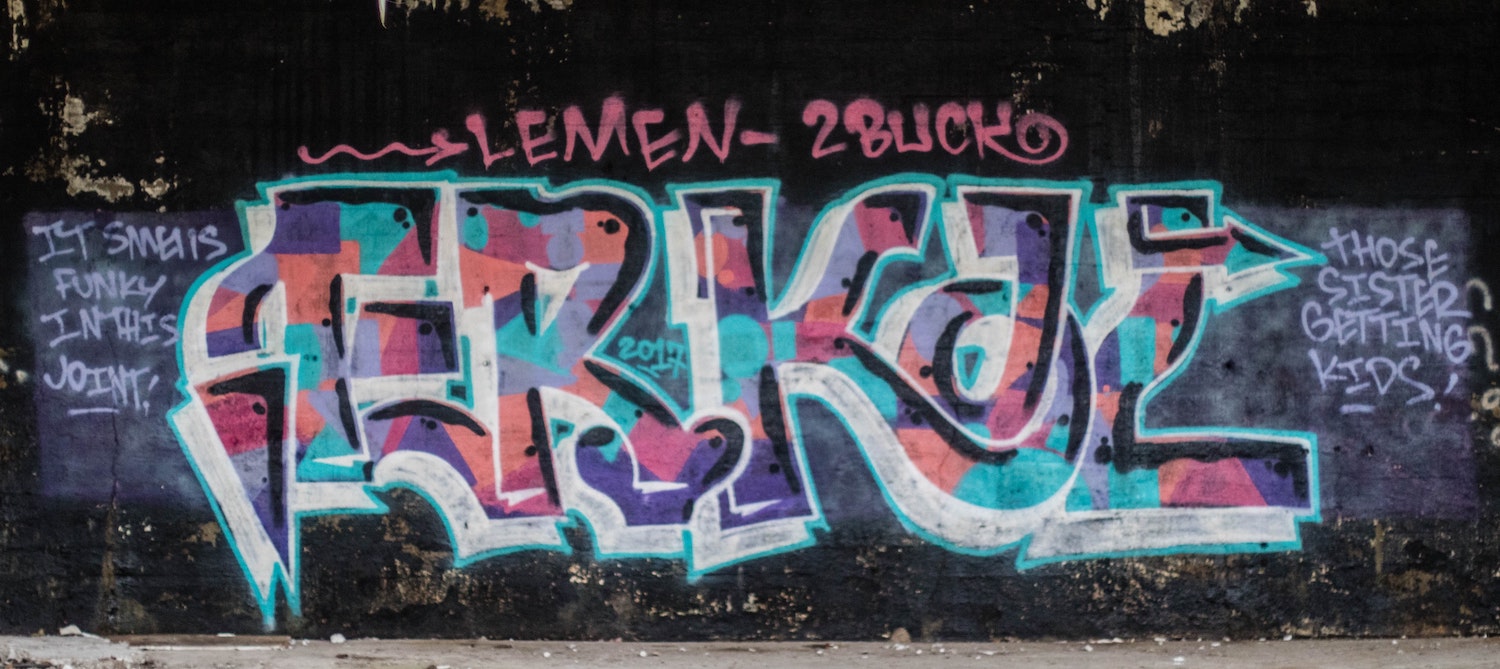 LEMEN- 2BUCK
IT SMELLS
FUNKY
IN THIS
JOINT!
2017
THOSE
SISTER
GETTING
KIDS!